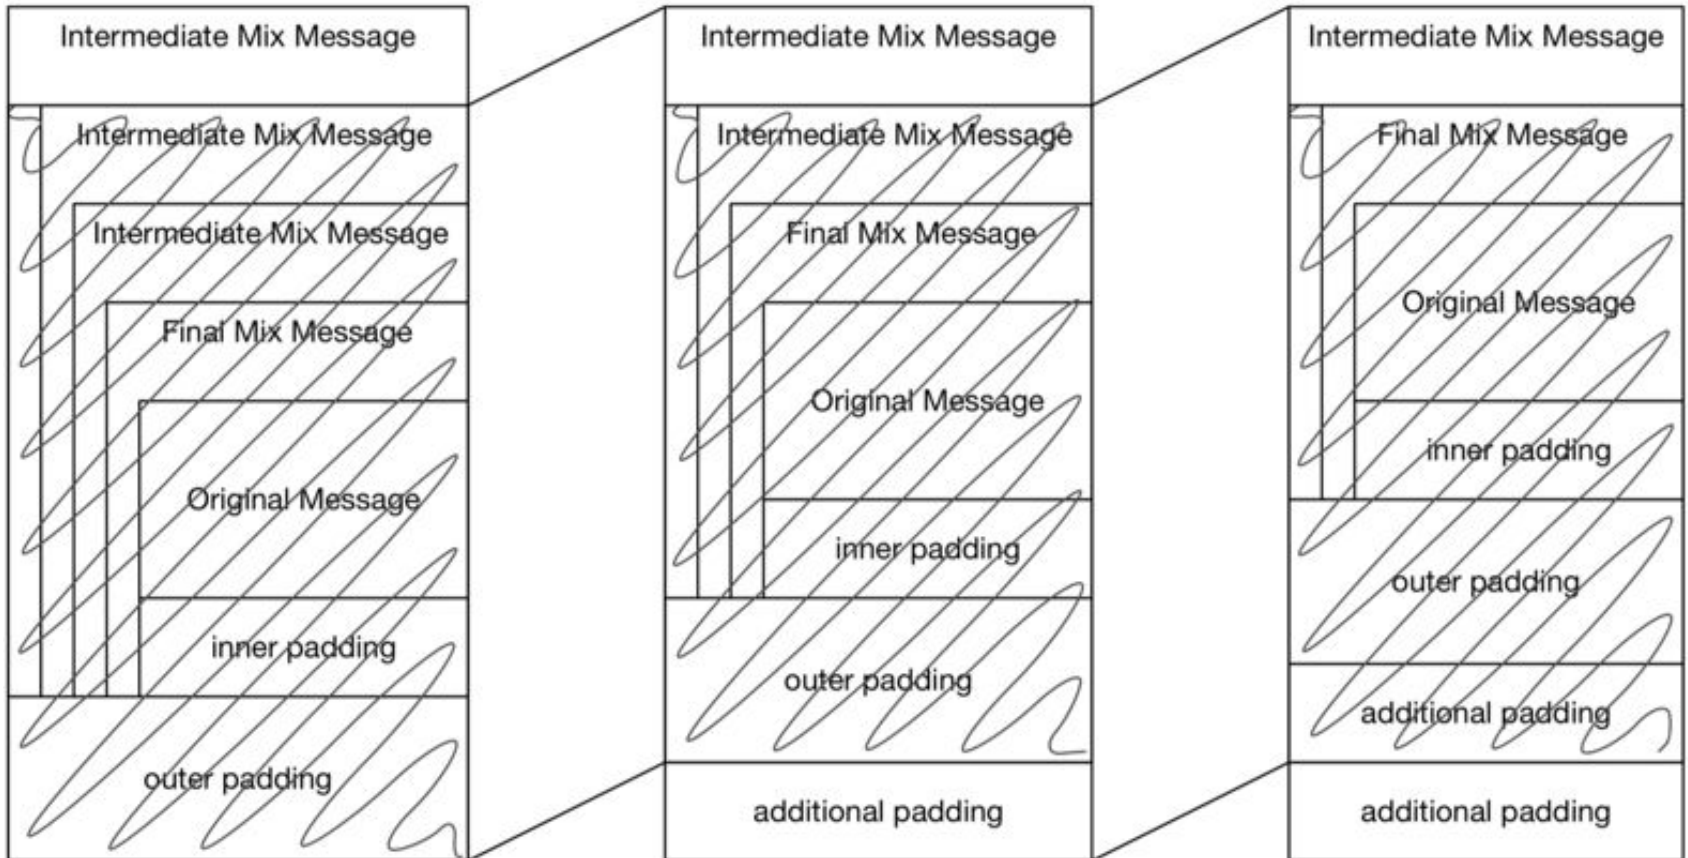 Intermediate Mix Message
Intermediate Mix Message
Intermediate Mix Message
Final Mix Message
Original Message
inner padding
outer padding
Intermediate Mix Message
Intermediate Mix Message
Final Mix Message
Original Message
inner padding
outer padding
additional padding
Intermediate Mix Message
Final Mix Message
Original Message
inner padding
outer padding
additional padding
additional padding